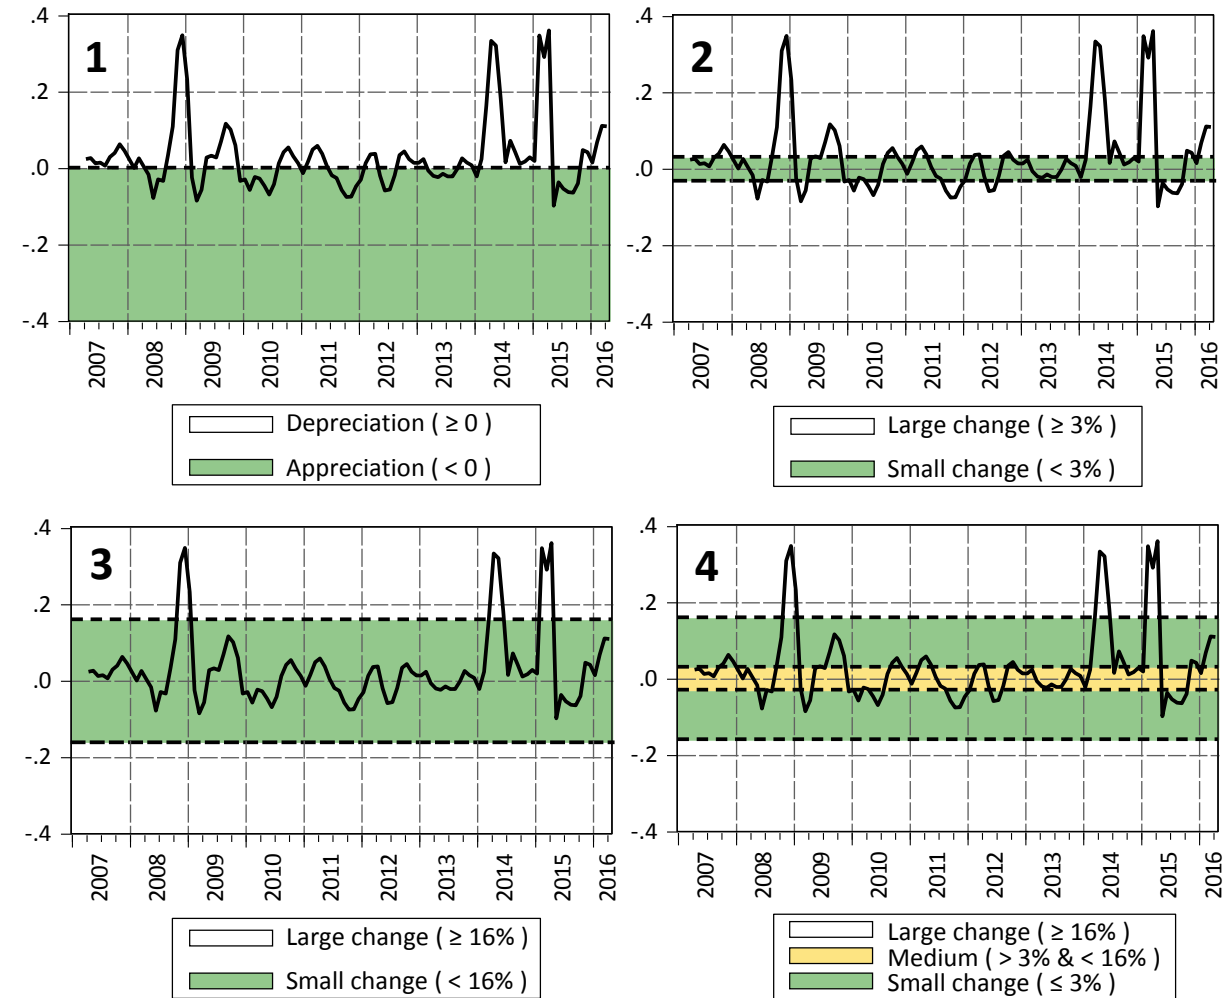 1
.4
.2
.0
-.2
-.4
2007 2008 2009 2010 2011 2012 2013 2014 2015 2016
Depreciation ( ≥ 0 )
Appreciation ( < 0 )
2
.4
.2
.0
-.2
-.4
2007 2008 2009 2010 2011 2012 2013 2014 2015 2016
Large change ( ≥ 3% )
Small change ( < 3% )
3
.4
.2
.0
-.2
-.4
2007 2008 2009 2010 2011 2012 2013 2014 2015 2016
Large change ( ≥ 16% )
Small change ( < 16% )
4
.4
.2
.0
-.2
-.4
2007 2008 2009 2010 2011 2012 2013 2014 2015 2016
Large change ( ≥ 16% )
Medium ( > 3% & < 16% )
Small change ( ≤ 3% )